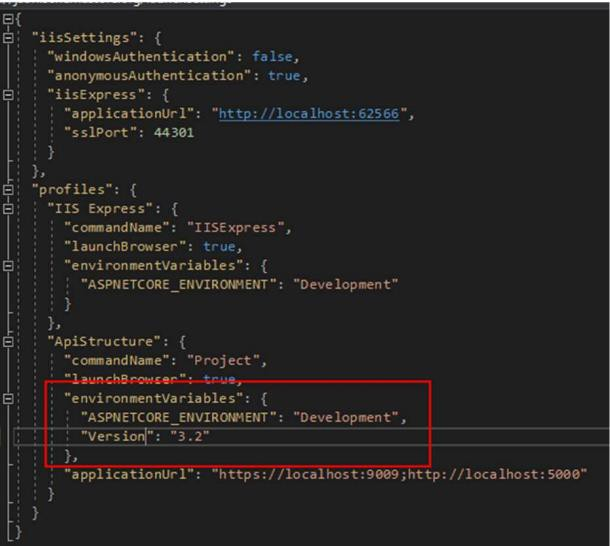 {
"iisSettings": {
"windowsAuthentication": false,
"anonymousAuthentication": true,
"iisExpress": {
"applicationUrl": "http://localhost:62566",
"sslPort": 44301
}
},
"profiles": {
"IIS Express": {
"commandName": "IISExpress",
"launchBrowser": true,
"environmentVariables": {
"ASPNETCORE_ENVIRONMENT": "Development"
}
},
"ApiStructure": {
"commandName": "Project",
"launchBrowser": true,
"environmentVariables": {
"ASPNETCORE_ENVIRONMENT": "Development",
"Version": "3.2"
},
"applicationUrl": "https://localhost:9009;http://localhost:5000"
}
}
}